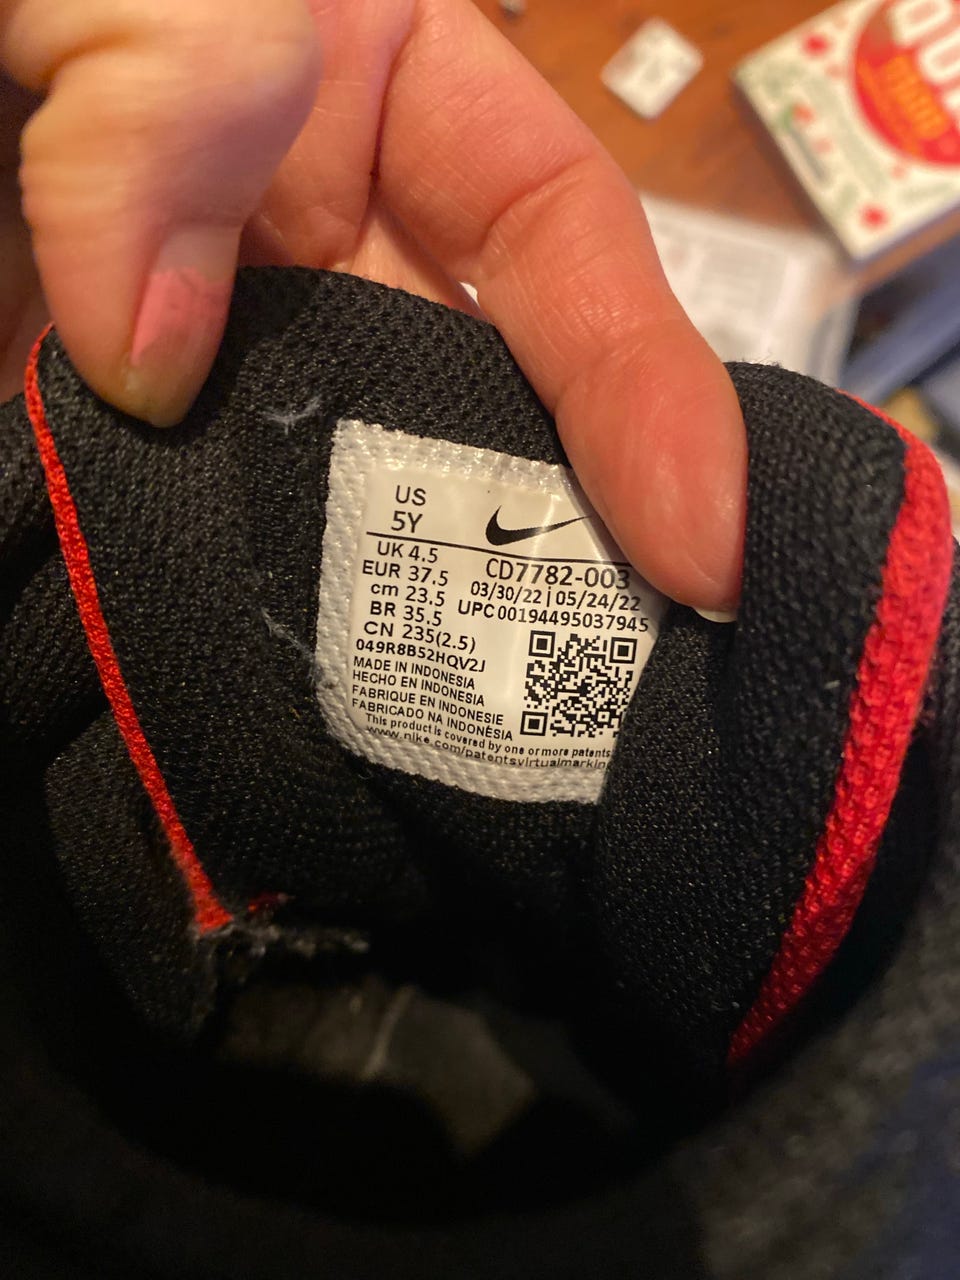 US
5Y
UK 4.5
EUR 37.5
cm 23.5
BR 35.5
CN 235(2.5)
CD7782-003
03/30/22 | 05/24/22
UPC 00194495037945
049R8B52HQV2J
MADE IN INDONESIA
HECHO EN INDONESIA
FABRIQUE EN INDONESIE
FABRICADO NA INDONÉSIA
This product is covered by one or more patents:
www.nike.com/patentsvirtualmarkin